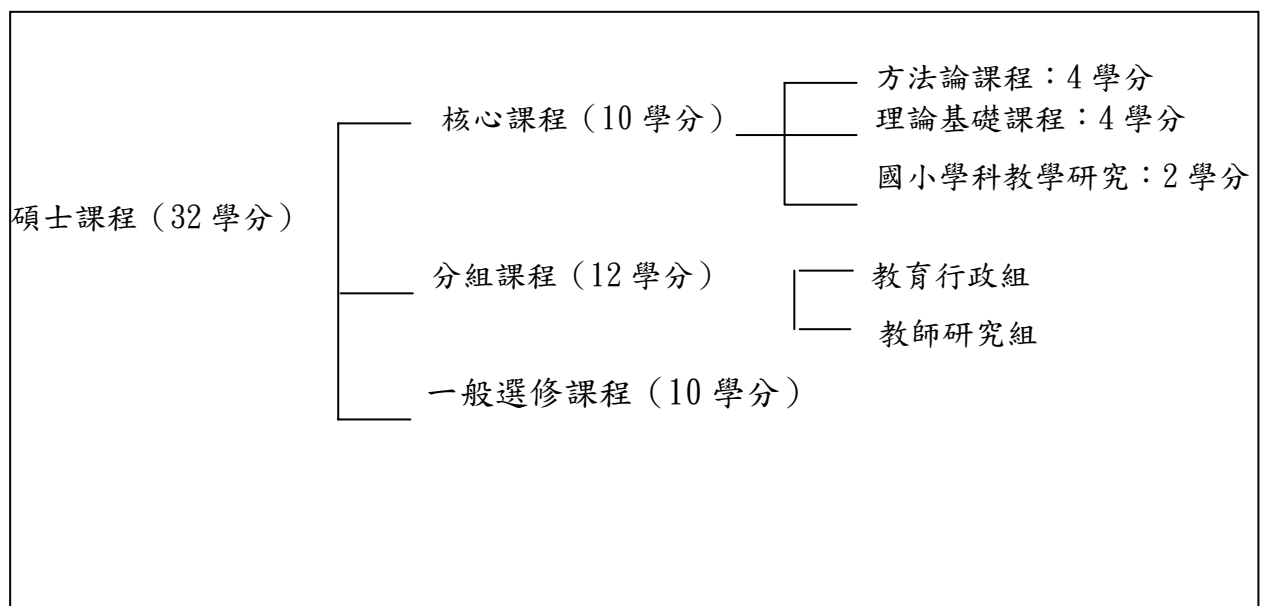 方法論課程：4 學分
核心課程（10 學分）
理論基礎課程：4 學分
國小學科教學研究：2 學分
碩士課程（32 學分）
分組課程（12 學分）
教育行政組
教師研究組
一般選修課程（10 學分）